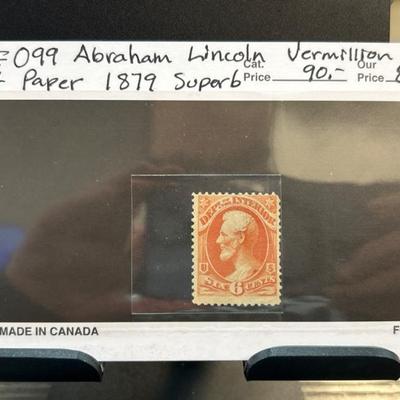 O99 Abraham Lincoln Vermillion
Paper 1879 Superb Cat. Price 90.- Our Price
DEPT. OF THE INTERIOR
U S
SIX 6 CENTS
MADE IN CANADA